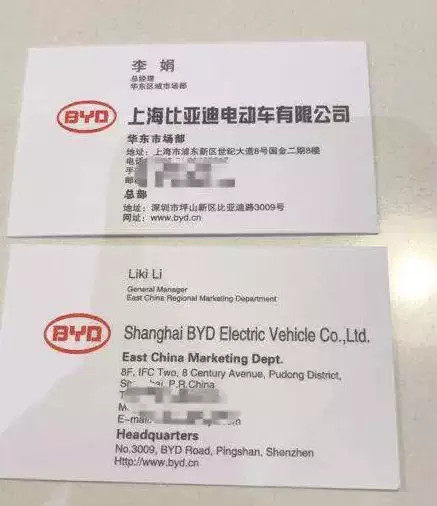 李 娟
总经理
华东区域市场部
BYD
上海比亚迪电动车有限公司
华东市场部
地址：上海市浦东新区世纪大道8号国金二期8楼
电话
手
邮
总部
地址：深圳市坪山新区比亚迪路3009号
网址：www.byd.cn
Liki Li
General Manager
East China Regional Marketing Department
BYD
Shanghai BYD Electric Vehicle Co.,Ltd.
East China Marketing Dept.
8F, IFC Two, 8 Century Avenue, Pudong District,
P.R.China
T
M
E-mail:
Headquarters
No.3009, BYD Road, Pingshan, Shenzhen
Http://www.byd.cn